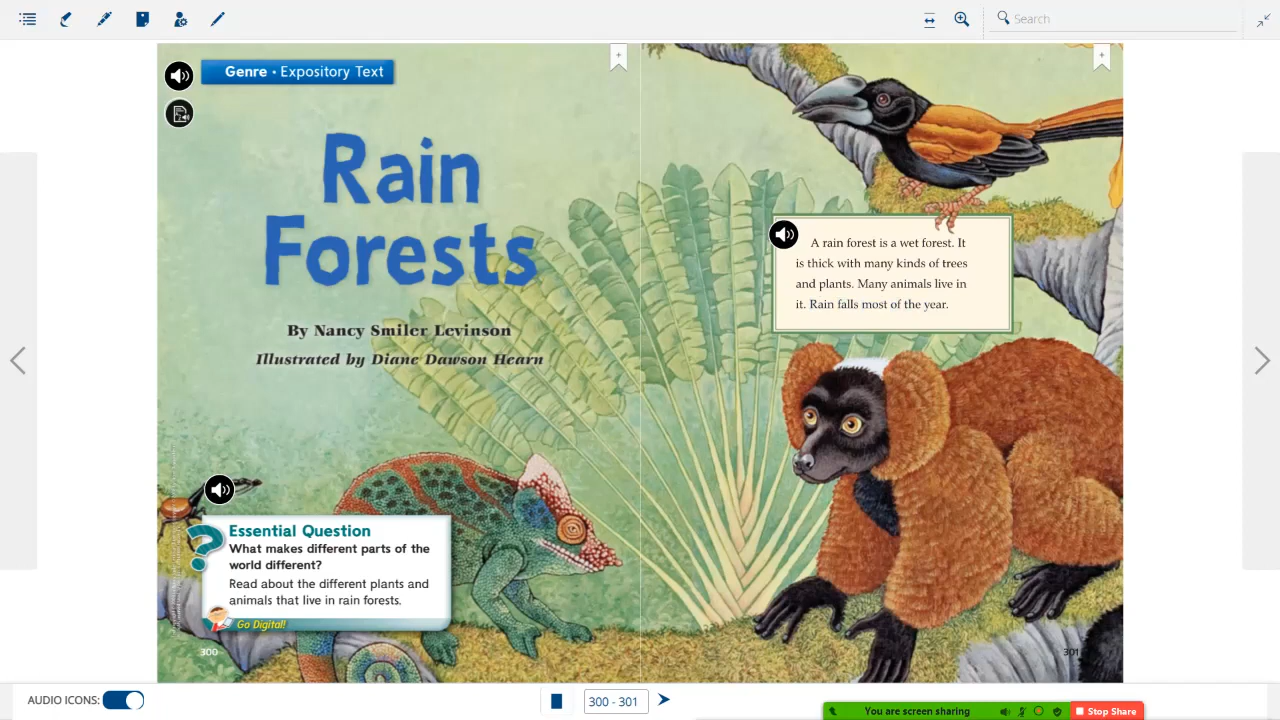 Search
Genre • Expository Text
Rain
Forests
By Nancy Smiler Levinson
Illustrated by Diane Dawson Hearn
Essential Question
What makes different parts of the
world different?
Read about the different plants and
animals that live in rain forests.
Go Digital!
300
A rain forest is a wet forest. It
is thick with many kinds of trees
and plants. Many animals live in
it. Rain falls most of the year.
301
AUDIO ICONS:
300 - 301
You are screen sharing
Stop Share